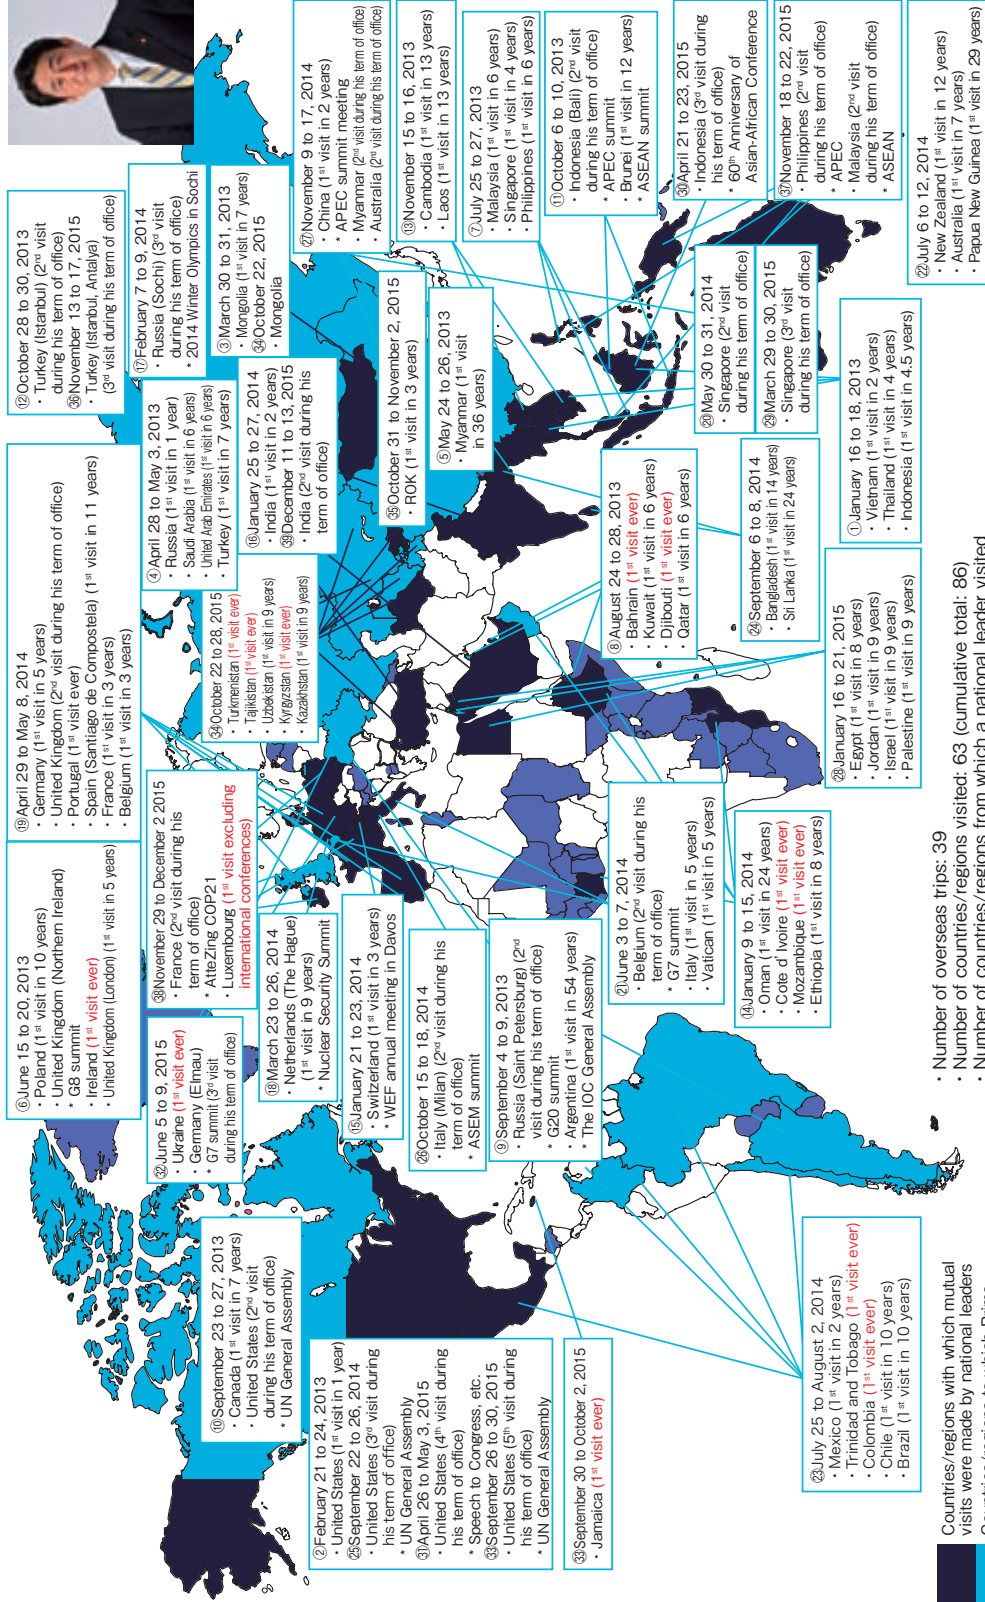 ⑥June 15 to 20, 2013
・Poland (1st visit in 10 years)
・United Kingdom (Northern Ireland)
* G8 summit
・Ireland (1st visit ever)
・United Kingdom (London) (1st visit in 5 years)
⑲April 29 to May 8, 2014
・Germany (1st visit in 5 years)
・United Kingdom (2nd visit during his term of office)
・Portugal (1st visit ever)
・Spain (Santiago de Compostela) (1st visit in 11 years)
・France (1st visit in 3 years)
・Belgium (1st visit in 3 years)
⑫October 28 to 30, 2013
・Turkey (Istanbul) (2nd visit
during his term of office)
㊱November 13 to 17, 2015
・Turkey (Istanbul, Antalya)
(3rd visit during his term of office)
㉜June 5 to 9, 2015
・Ukraine (1st visit ever)
・Germany (Elmau)
* G7 summit (3rd visit
during his term of office)
㊳November 29 to December 2 2015
・France (2nd visit during his
term of office)
* AtteZing COP21
・Luxembourg (1st visit excluding
international conferences)
④April 28 to May 3, 2013
・Russia (1st visit in 1 year)
・Saudi Arabia (1st visit in 6 years)
・United Arab Emirates (1st visit in 6 years)
・Turkey (1st visit in 7 years)
⑰February 7 to 9, 2014
・Russia (Sochi) (3rd visit
during his term of office)
* 2014 Winter Olympics in Sochi
③March 30 to 31, 2013
・Mongolia (1st visit in 7 years)
㉞October 22, 2015
・Mongolia
⑩September 23 to 27, 2013
・Canada (1st visit in 7 years)
・United States (2nd visit
during his term of office)
* UN General Assembly
⑱March 23 to 26, 2014
・Netherlands (The Hague)
(1st visit in 9 years)
* Nuclear Security Summit
㉞October 22 to 28, 2015
・Turkmenistan (1st visit ever)
・Tajikistan (1st visit ever)
・Uzbekistan (1st visit in 9 years)
・Kyrgyzstan (1st visit ever)
・Kazakhstan (1st visit in 9 years)
⑯January 25 to 27, 2014
・India (1st visit in 2 years)
㊴December 11 to 13, 2015
・India (2nd visit during his
term of office)
㉗November 9 to 17, 2014
・China (1st visit in 2 years)
* APEC summit meeting
・Myanmar (2nd visit during his term of office)
・Australia (2nd visit during his term of office)
②February 21 to 24, 2013
・United States (1st visit in 1 year)
㉕September 22 to 26, 2014
・United States (3rd visit during
his term of office)
* UN General Assembly
㉛April 26 to May 3, 2015
・United States (4th visit during
his term of office)
* Speech to Congress, etc.
㉝September 26 to 30, 2015
・United States (5th visit during
his term of office)
* UN General Assembly
⑮January 21 to 23, 2014
・Switzerland (1st visit in 3 years)
* WEF annual meeting in Davos
㉟October 31 to November 2, 2015
・ROK (1st visit in 3 years)
⑬November 15 to 16, 2013
・Cambodia (1st visit in 13 years)
・Laos (1st visit in 13 years)
㉖October 15 to 18, 2014
・Italy (Milan) (2nd visit during his
term of office)
* ASEM summit
⑤May 24 to 26, 2013
・Myanmar (1st visit
in 36 years)
⑦July 25 to 27, 2013
・Malaysia (1st visit in 6 years)
・Singapore (1st visit in 4 years)
・Philippines (1st visit in 6 years)
⑨September 4 to 9, 2013
・Russia (Saint Petersburg) (2nd
visit during his term of office)
* G20 summit
・Argentina (1st visit in 54 years)
* The IOC General Assembly
⑪October 6 to 10, 2013
・Indonesia (Bali) (2nd visit
during his term of office)
* APEC summit
・Brunei (1st visit in 12 years)
* ASEAN summit
㉝September 30 to October 2, 2015
・Jamaica (1st visit ever)
㉑June 3 to 7, 2014
・Belgium (2nd visit during his
term of office)
* G7 summit
・Italy (1st visit in 5 years)
・Vatican (1st visit in 5 years)
⑧August 24 to 28, 2013
・Bahrain (1st visit ever)
・Kuwait (1st visit in 6 years)
・Djibouti (1st visit ever)
・Qatar (1st visit in 6 years)
⑳May 30 to 31, 2014
・Singapore (2nd visit
during his term of office)
㉙March 29 to 30, 2015
・Singapore (3rd visit
during his term of office)
㉚April 21 to 23, 2015
・Indonesia (3rd visit during
his term of office)
* 60th Anniversary of
Asian-African Conference
⑭January 9 to 15, 2014
・Oman (1st visit in 24 years)
・Cote d'Ivoire (1st visit ever)
・Mozambique (1st visit ever)
・Ethiopia (1st visit in 8 years)
㉔September 6 to 8, 2014
・Bangladesh (1st visit in 14 years)
・Sri Lanka (1st visit in 24 years)
㊲November 18 to 22, 2015
・Philippines (2nd visit
during his term of office)
* APEC
・Malaysia (2nd visit
during his term of office)
* ASEAN
㉓July 25 to August 2, 2014
・Mexico (1st visit in 2 years)
・Trinidad and Tobago (1st visit ever)
・Colombia (1st visit ever)
・Chile (1st visit in 10 years)
・Brazil (1st visit in 10 years)
㉘January 16 to 21, 2015
・Egypt (1st visit in 8 years)
・Jordan (1st visit in 9 years)
・Israel (1st visit in 9 years)
・Palestine (1st visit in 9 years)
①January 16 to 18, 2013
・Vietnam (1st visit in 2 years)
・Thailand (1st visit in 4 years)
・Indonesia (1st visit in 4.5 years)
㉒July 6 to 12, 2014
・New Zealand (1st visit in 12 years)
・Australia (1st visit in 7 years)
・Papua New Guinea (1st visit in 29 years)
Countries/regions with which mutual
visits were made by national leaders
・Number of overseas trips: 39
・Number of countries/regions visited: 63 (cumulative total: 86)
・Number of countries/regions from which a national leader visited